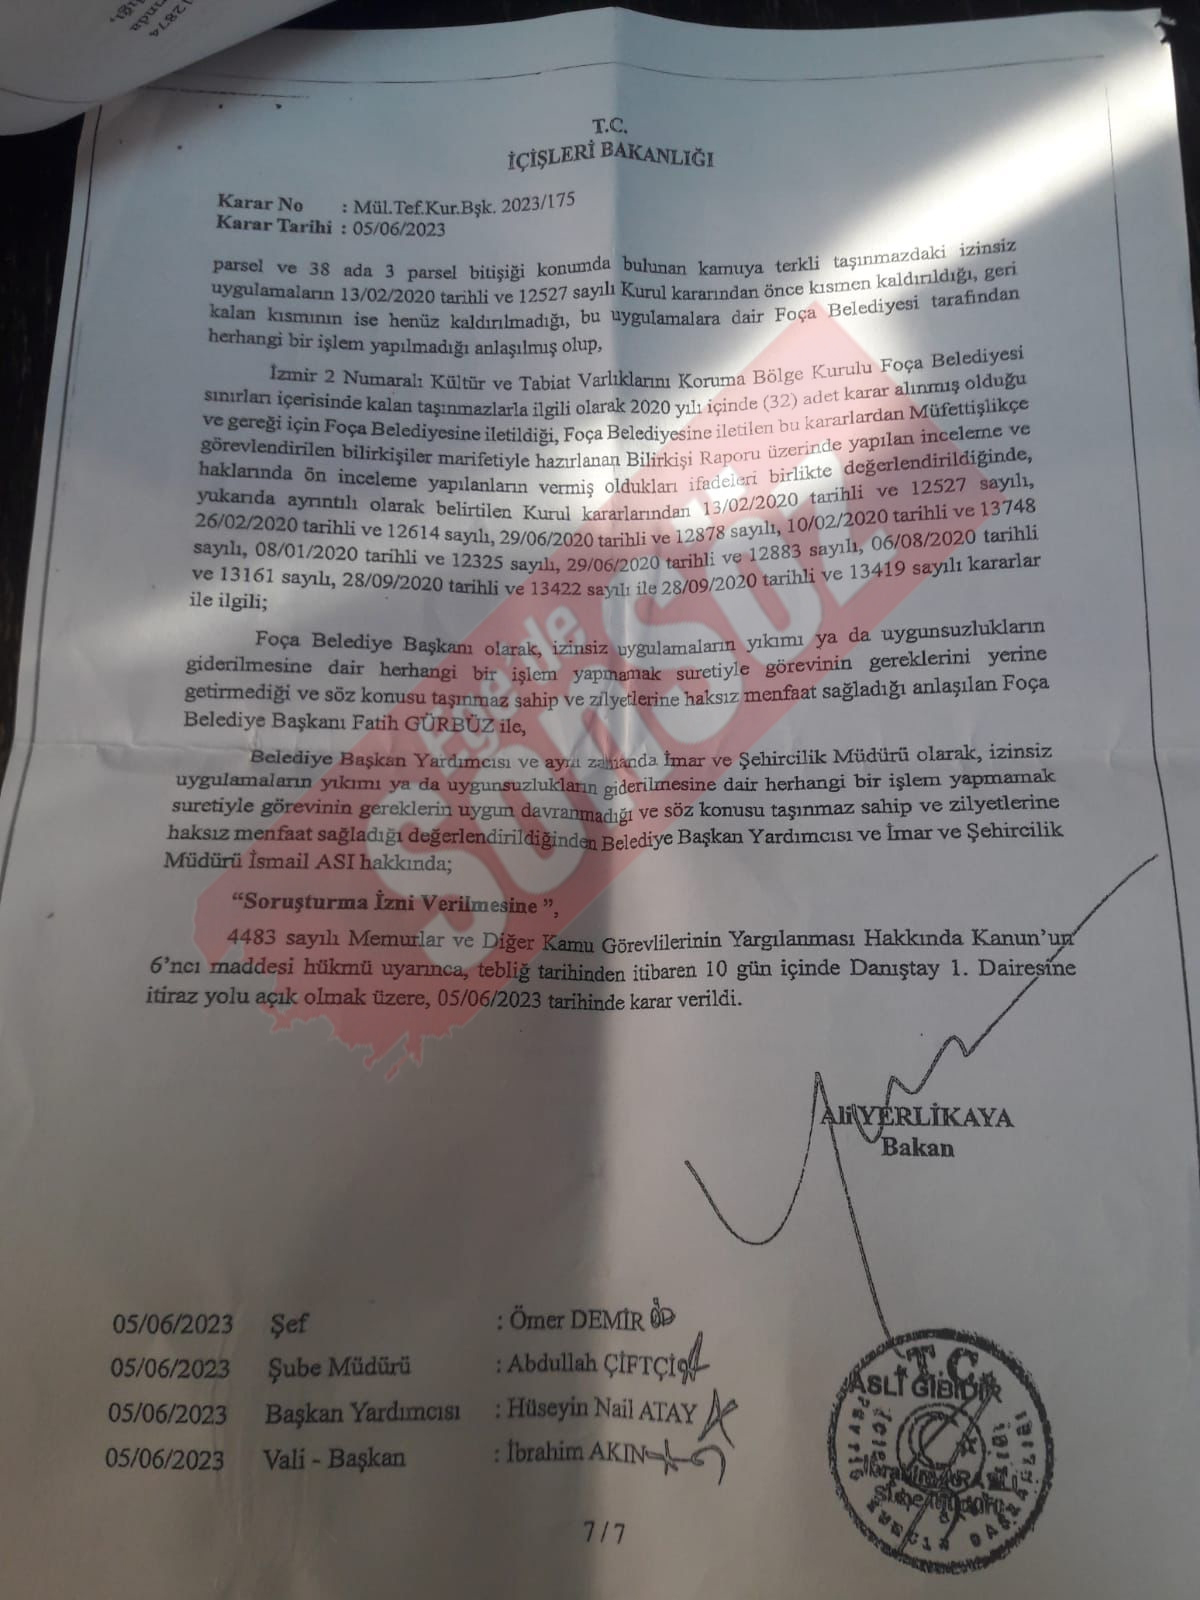 12874
T.C.
İÇİŞLERİ BAKANLIĞI
Karar No : Mül.Tef.Kur.Bşk. 2023/175
Karar Tarihi : 05/06/2023
parsel ve 38 ada 3 parsel bitişiği konumda bulunan kamuya terkli taşınmazdaki izinsiz
uygulamaların 13/02/2020 tarihli ve 12527 sayılı Kurul kararından önce kısmen kaldırıldığı, geri
kalan kısmının ise henüz kaldırılmadığı, bu uygulamalara dair Foça Belediyesi tarafından
herhangi bir işlem yapılmadığı anlaşılmış olup,
İzmir 2 Numaralı Kültür ve Tabiat Varlıklarını Koruma Bölge Kurulu Foça Belediyesi
sınırları içerisinde kalan taşınmazlarla ilgili olarak 2020 yılı içinde (32) adet karar alınmış olduğu
ve gereği için Foça Belediyesine iletildiği, Foça Belediyesine iletilen bu kararlardan Müfettişlikçe
görevlendirilen bilirkişiler marifetiyle hazırlanan Bilirkişi Raporu üzerinde yapılan inceleme ve
haklarında ön inceleme yapılanların vermiş oldukları ifadeleri birlikte değerlendirildiğinde,
yukarıda ayrıntılı olarak belirtilen Kurul kararlarından 13/02/2020 tarihli ve 12527 sayılı,
26/02/2020 tarihli ve 12614 sayılı, 29/06/2020 tarihli ve 12878 sayılı, 10/02/2020 tarihli ve 13748
sayılı, 08/01/2020 tarihli ve 12325 sayılı, 29/06/2020 tarihli ve 12883 sayılı, 06/08/2020 tarihli
ve 13161 sayılı, 28/09/2020 tarihli ve 13422 sayılı ile 28/09/2020 tarihli ve 13419 sayılı kararlar
ile ilgili;
Foça Belediye Başkanı olarak, izinsiz uygulamaların yıkımı ya da uygunsuzlukların
giderilmesine dair herhangi bir işlem yapmamak suretiyle görevinin gereklerini yerine
getirmediği ve söz konusu taşınmaz sahip ve zilyetlerine haksız menfaat sağladığı anlaşılan Foça
Belediye Başkanı Fatih GÜRBÜZ ile,
Belediye Başkan Yardımcısı ve aynı zamanda İmar ve Şehircilik Müdürü olarak, izinsiz
uygulamaların yıkımı ya da uygunsuzlukların giderilmesine dair herhangi bir işlem yapmamak
suretiyle görevinin gereklerin uygun davranmadığı ve söz konusu taşınmaz sahip ve zilyetlerine
haksız menfaat sağladığı değerlendirildiğinden Belediye Başkan Yardımcısı ve İmar ve Şehircilik
Müdürü İsmail ASI hakkında;
“Soruşturma İzni Verilmesine ”,
4483 sayılı Memurlar ve Diğer Kamu Görevlilerinin Yargılanması Hakkında Kanun’un
6’ncı maddesi hükmü uyarınca, tebliğ tarihinden itibaren 10 gün içinde Danıştay 1. Dairesine
itiraz yolu açık olmak üzere, 05/06/2023 tarihinde karar verildi.
Ege'de
SONSÖZ
Ali YERLİKAYA
Bakan
05/06/2023 Şef : Ömer DEMİR
05/06/2023 Şube Müdürü : Abdullah ÇİFTÇİ
05/06/2023 Başkan Yardımcısı : Hüseyin Nail ATAY
05/06/2023 Vali - Başkan : İbrahim AKIN
T.C.
ASLI GİBİDİR
7/7